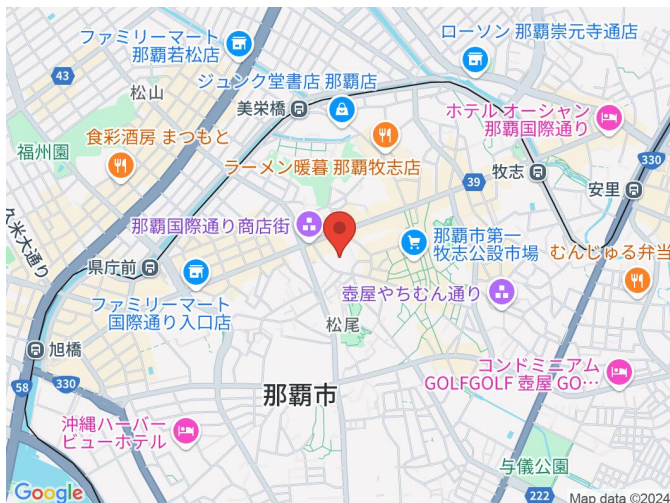 ファミリーマート
那覇若松店
ローソン 那覇崇元寺通店
43
松山
ジュンク堂書店 那覇店
美栄橋
ホテル オーシャン
那覇国際通り
食彩酒房 まつもと
福州園
ラーメン暖暮 那覇牧志店
330
牧志
39
安里
久米大通り
那覇国際通り商店街
那覇市第一
牧志公設市場
むんじゅる弁当
県庁前
ファミリーマート
国際通り入口店
壺屋やちむん通り
松尾
旭橋
コンドミニアム
GOLFGOLF 壺屋 GO…
58
330
那覇市
沖縄ハーバー
ビューホテル
与儀公園
Google
222
Map data ©2024